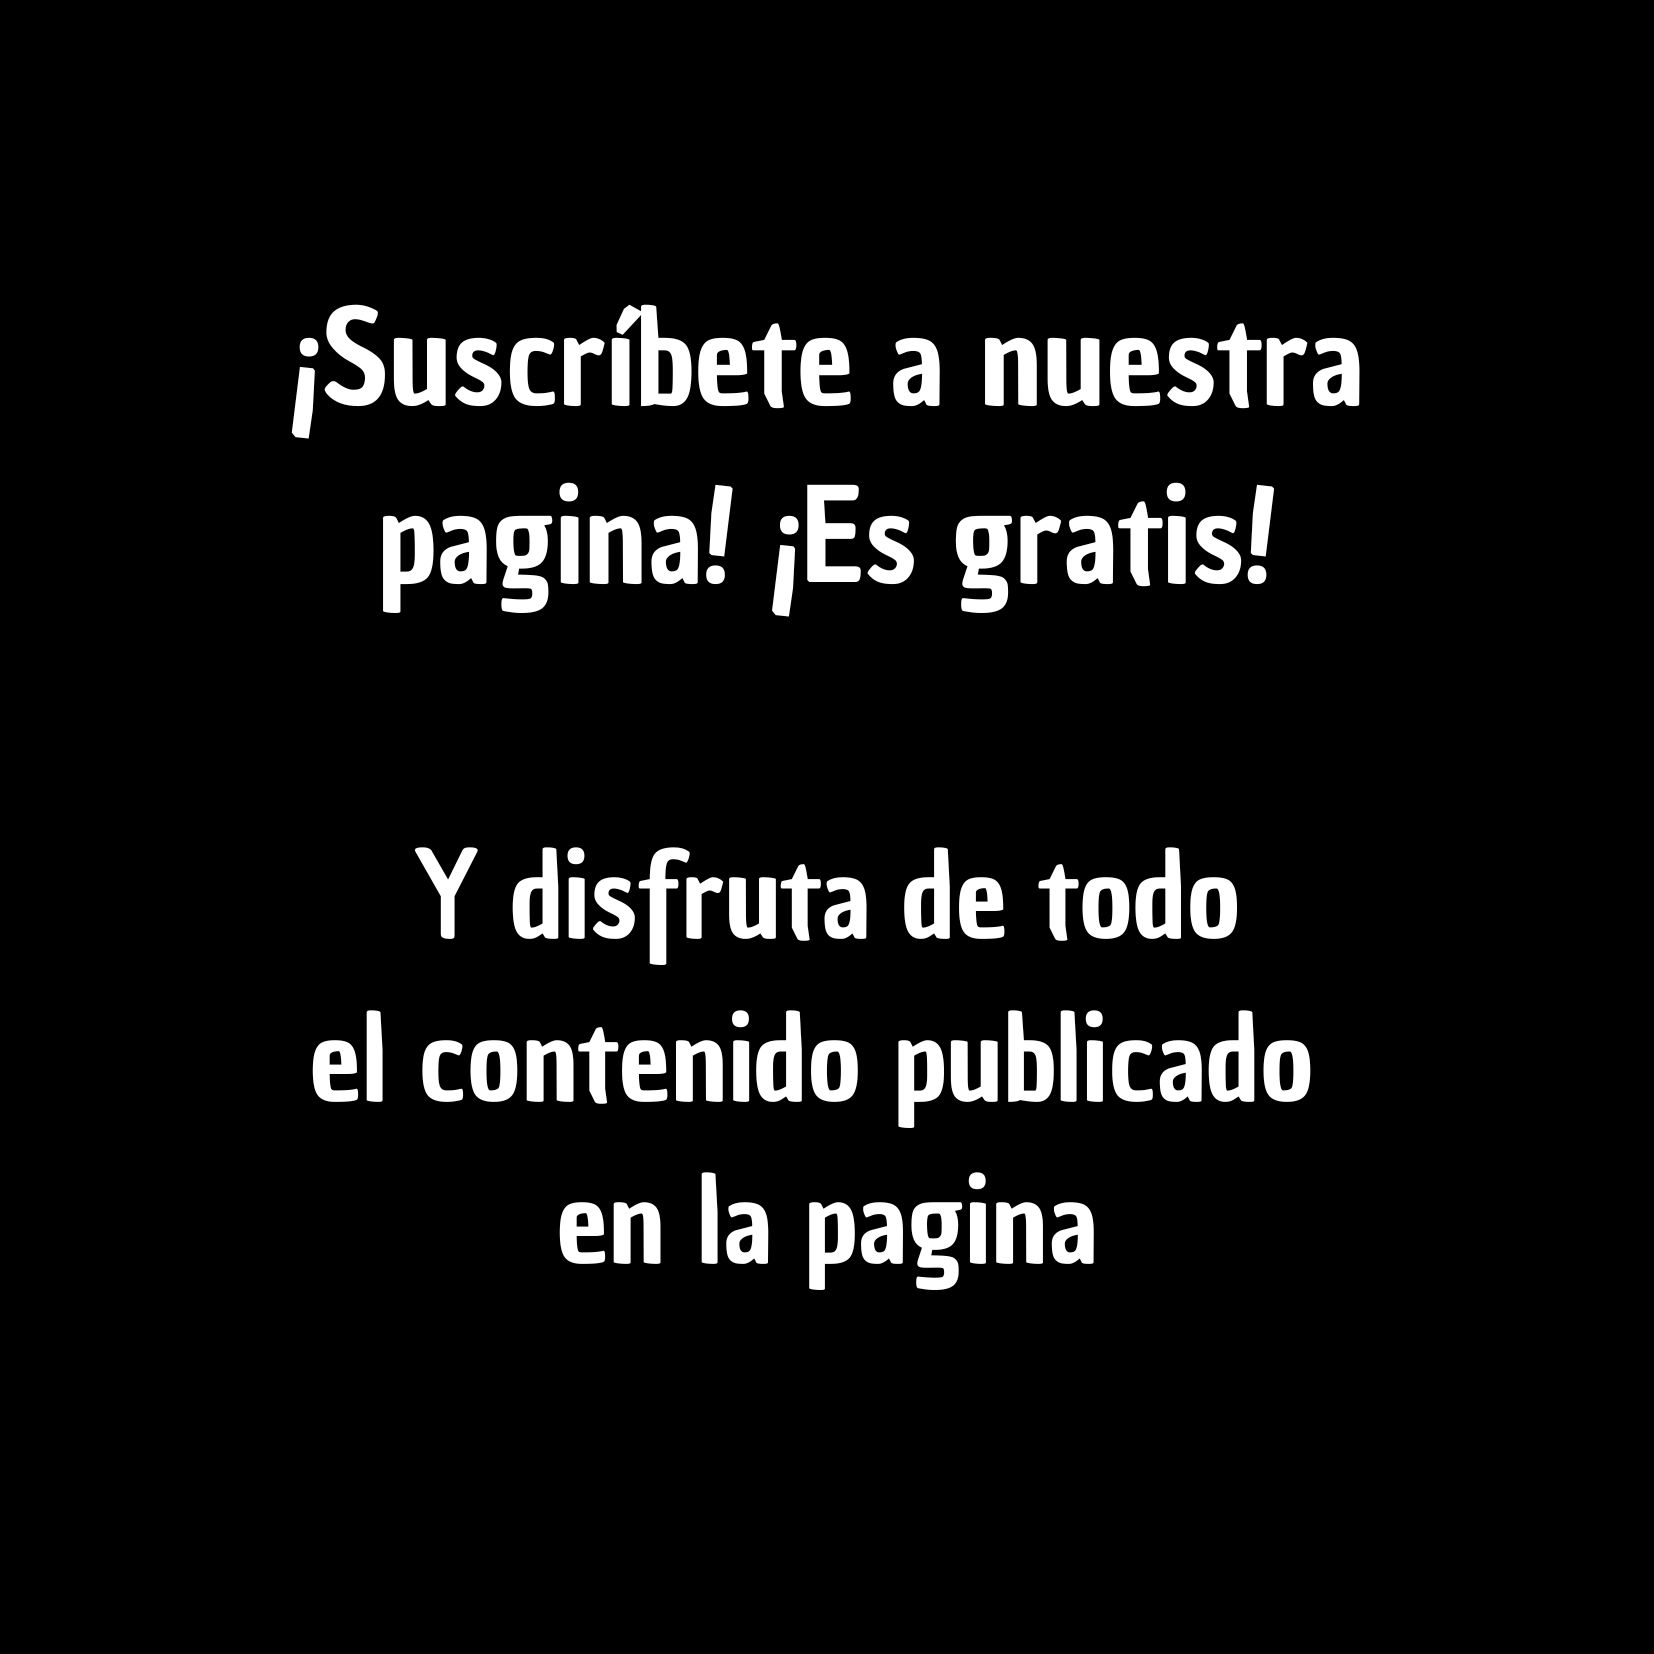 ¡Suscríbete a nuestra
pagina! ¡Es gratis!
Y disfruta de todo
el contenido publicado
en la pagina